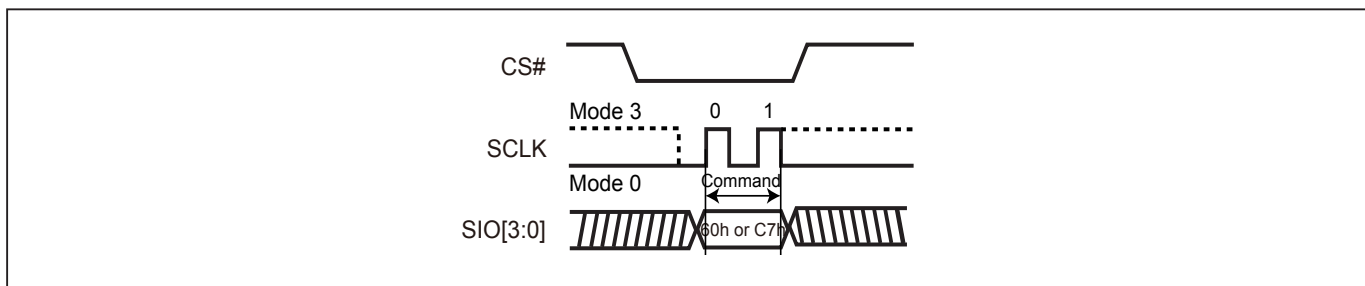 CS#
Mode 3 0 1
SCLK
Mode 0 Command
SIO[3:0] 60h or C7h